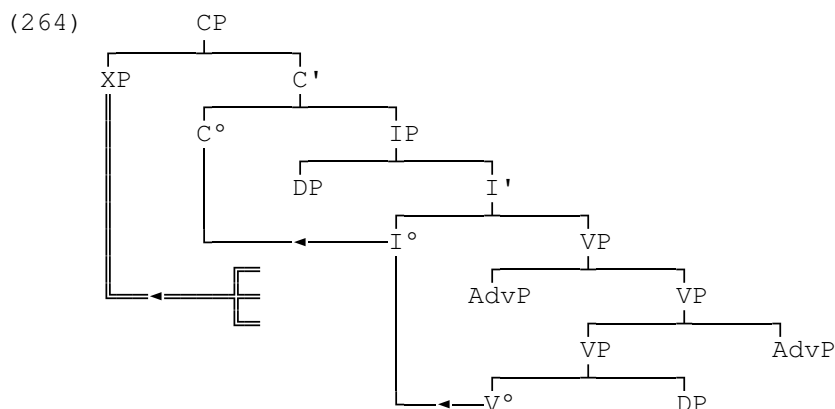 (264) CP
XP C'
C° IP
DP I'
I° VP
AdvP VP
VP AdvP
V° DP